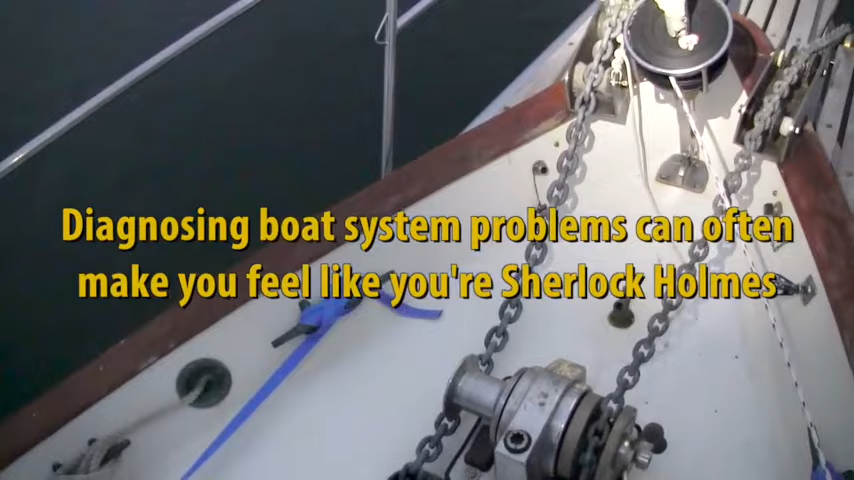 Diagnosing boat system problems can often
make you feel like you're Sherlock Holmes